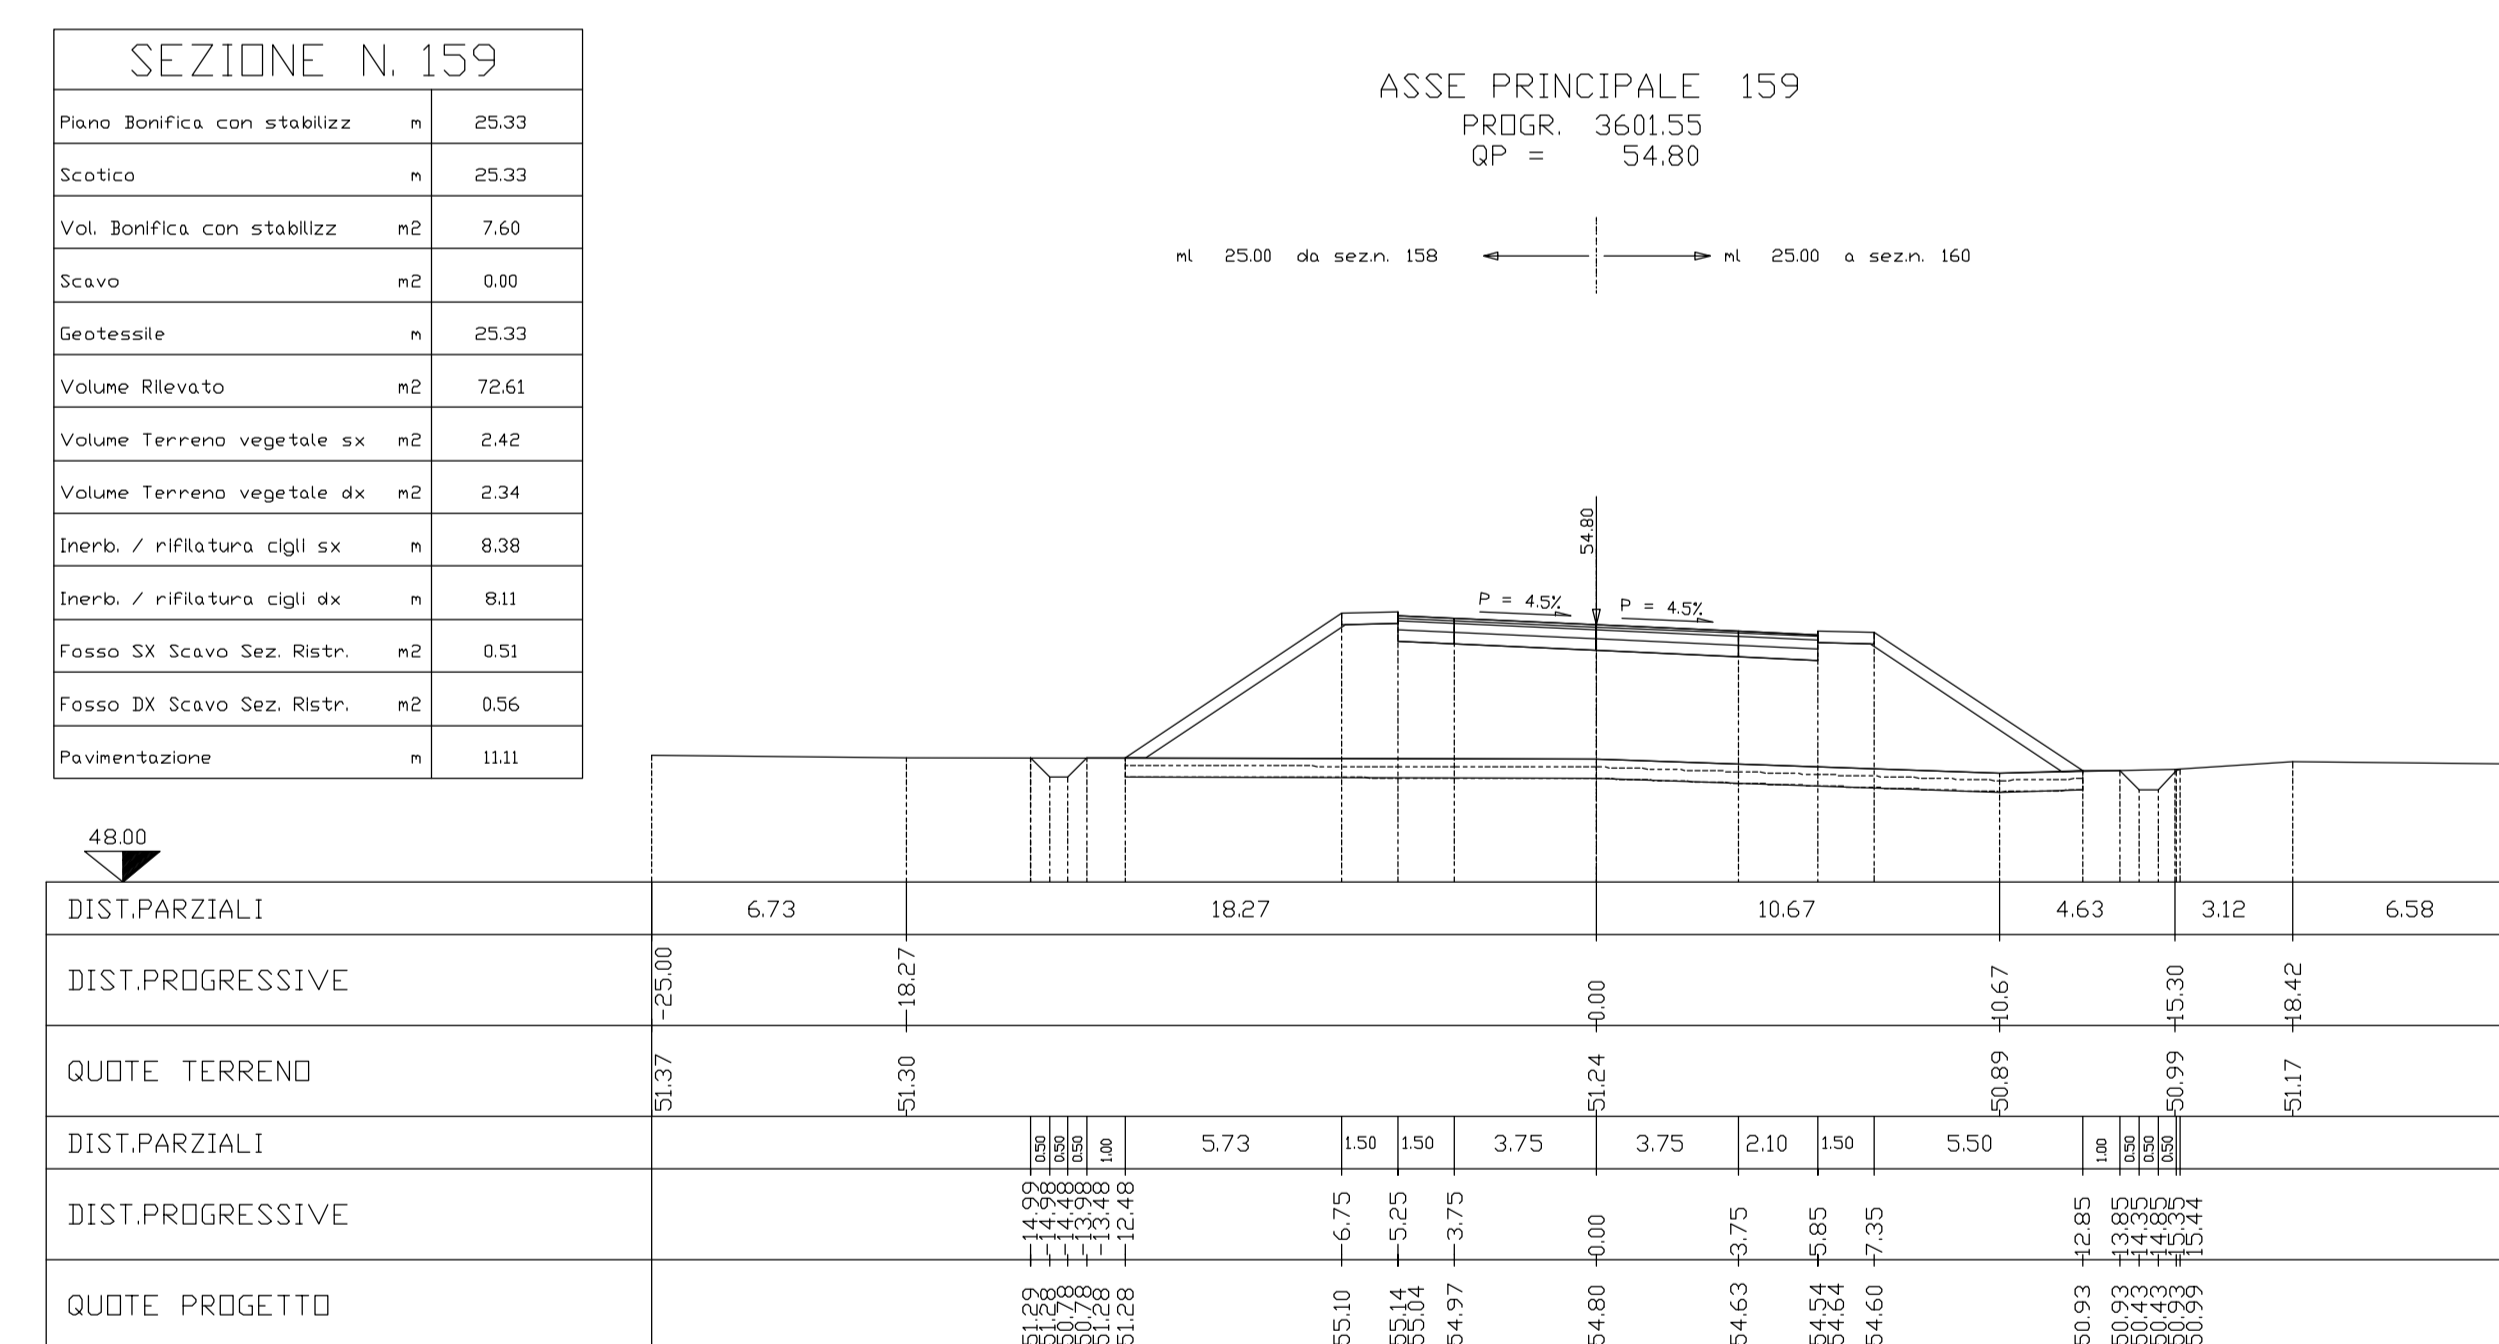 SEZIONE N. 159
Piano Bonifica con stabilizz m 25.33
Scotico m 25.33
Vol. Bonifica con stabilizz m2 7.60
Scavo m2 0.00
Geotessile m 25.33
Volume Rilevato m2 72.61
Volume Terreno vegetale sx m2 2.42
Volume Terreno vegetale dx m2 2.34
Inerb. / rifilatura cigli sx m 8.38
Inerb. / rifilatura cigli dx m 8.11
Fosso SX Scavo Sez. Ristr. m2 0.51
Fosso DX Scavo Sez. Ristr. m2 0.56
Pavimentazione m 11.11
ASSE PRINCIPALE 159
PROGR. 3601.55
QP = 54.80
ml 25.00 da sez.n. 158
ml 25.00 a sez.n. 160
54.80
P = 4.5%
P = 4.5%
48.00
DIST.PARZIALI 6.73 18.27 10.67 4.63 3.12 6.58
DIST.PROGRESSIVE -25.00 -18.27 0.00 10.67 15.30 18.42
QUOTE TERRENO 51.37 51.30 51.24 50.89 50.99 51.17
DIST.PARZIALI 0.50 0.50 0.50 1.00 5.73 1.50 1.50 3.75 3.75 2.10 1.50 5.50 1.00 0.50 0.50 0.50
DIST.PROGRESSIVE -14.99 -14.98 -14.48 -13.98 -13.48 -12.48 -6.75 -5.25 -3.75 0.00 3.75 5.85 7.35 12.85 13.85 14.35 14.85 15.35 15.44
QUOTE PROGETTO 51.29 51.28 50.78 50.78 51.28 51.28 55.10 55.14 55.04 54.97 54.80 54.63 54.54 54.64 54.60 50.93 50.93 50.43 50.43 50.93 50.99